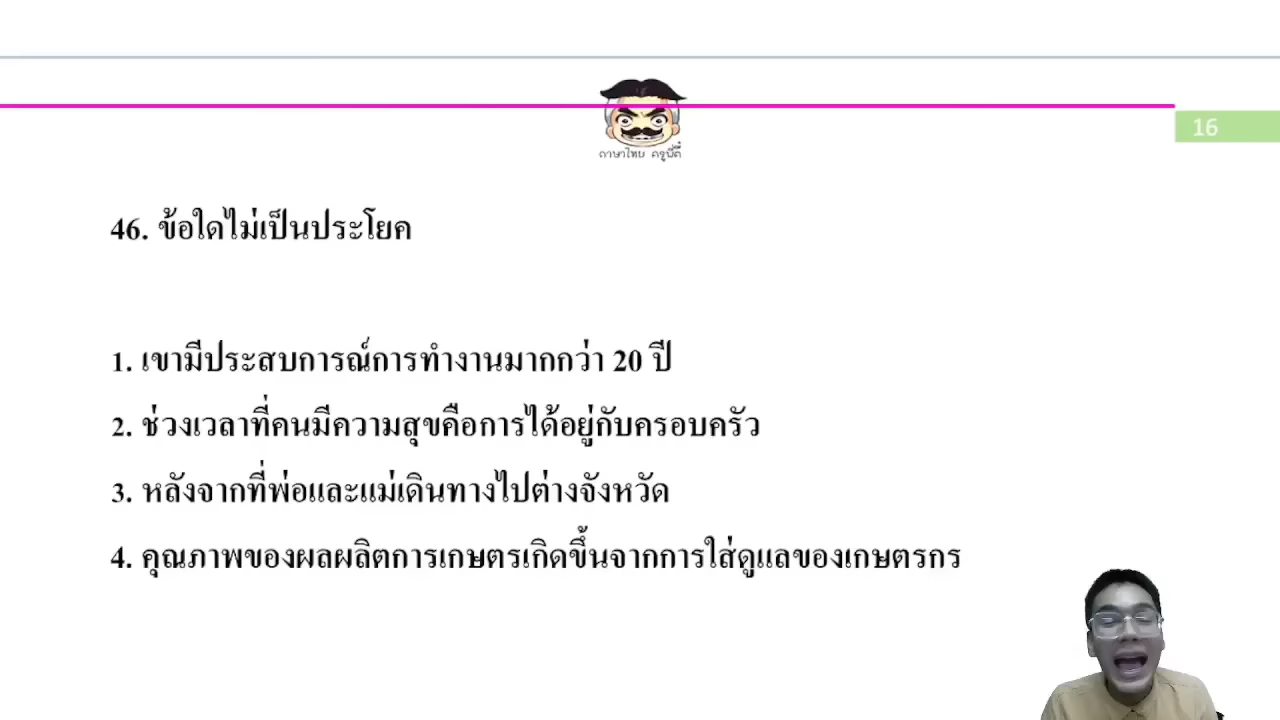 ภาษาไทย ครูปี๊ตี๋
16
46. ข้อใดไม่เป็นประโยค
1. เขามีประสบการณ์การทำงานมากกว่า 20 ปี
2. ช่วงเวลาที่คนมีความสุขคือการได้อยู่กับครอบครัว
3. หลังจากที่พ่อและแม่เดินทางไปต่างจังหวัด
4. คุณภาพของผลผลิตการเกษตรเกิดขึ้นจากการใส่ดูแลของเกษตรกร